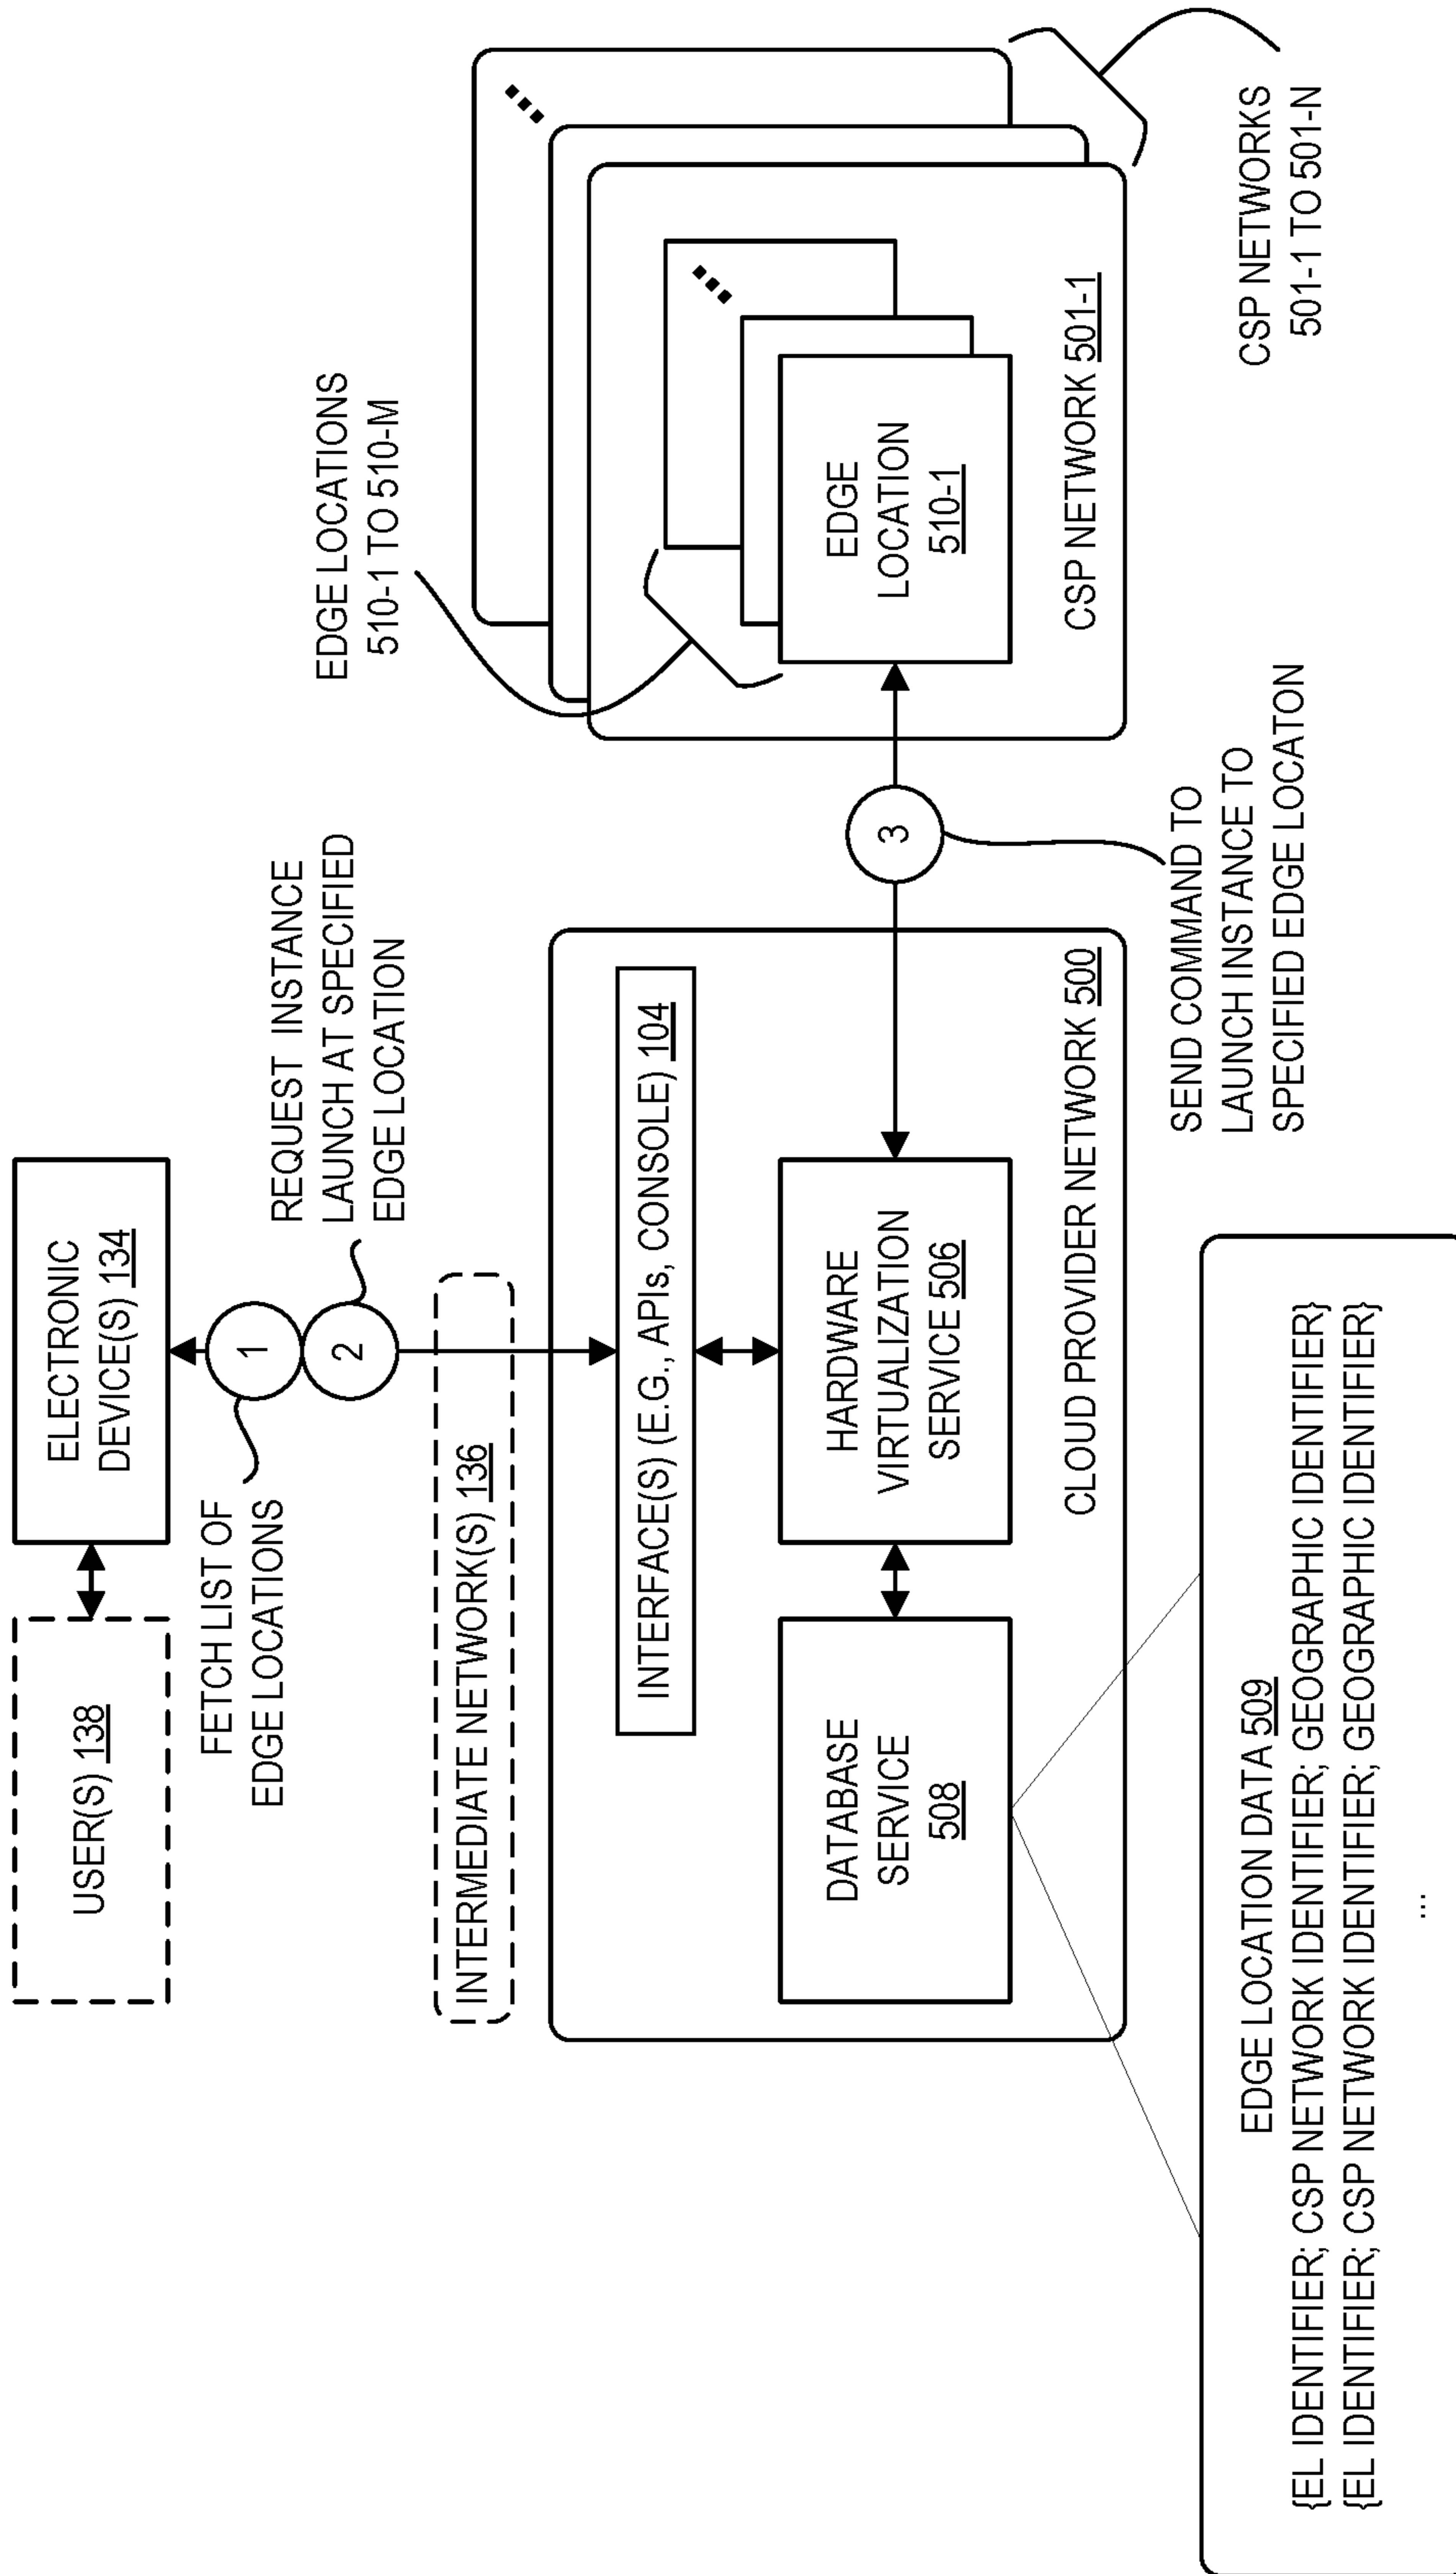 USER(S) 138
ELECTRONIC
DEVICE(S) 134
FETCH LIST OF
EDGE LOCATIONS
1
2
REQUEST INSTANCE
LAUNCH AT SPECIFIED
EDGE LOCATION
INTERMEDIATE NETWORK(S) 136
INTERFACE(S) (E.G., APIs, CONSOLE) 104
DATABASE
SERVICE
508
HARDWARE
VIRTUALIZATION
SERVICE 506
CLOUD PROVIDER NETWORK 500
3
SEND COMMAND TO
LAUNCH INSTANCE TO
SPECIFIED EDGE LOCATON
EDGE LOCATIONS
510-1 TO 510-M
EDGE
LOCATION
510-1
CSP NETWORK 501-1
CSP NETWORKS
501-1 TO 501-N
EDGE LOCATION DATA 509
{EL IDENTIFIER; CSP NETWORK IDENTIFIER; GEOGRAPHIC IDENTIFIER}
{EL IDENTIFIER; CSP NETWORK IDENTIFIER; GEOGRAPHIC IDENTIFIER}
...